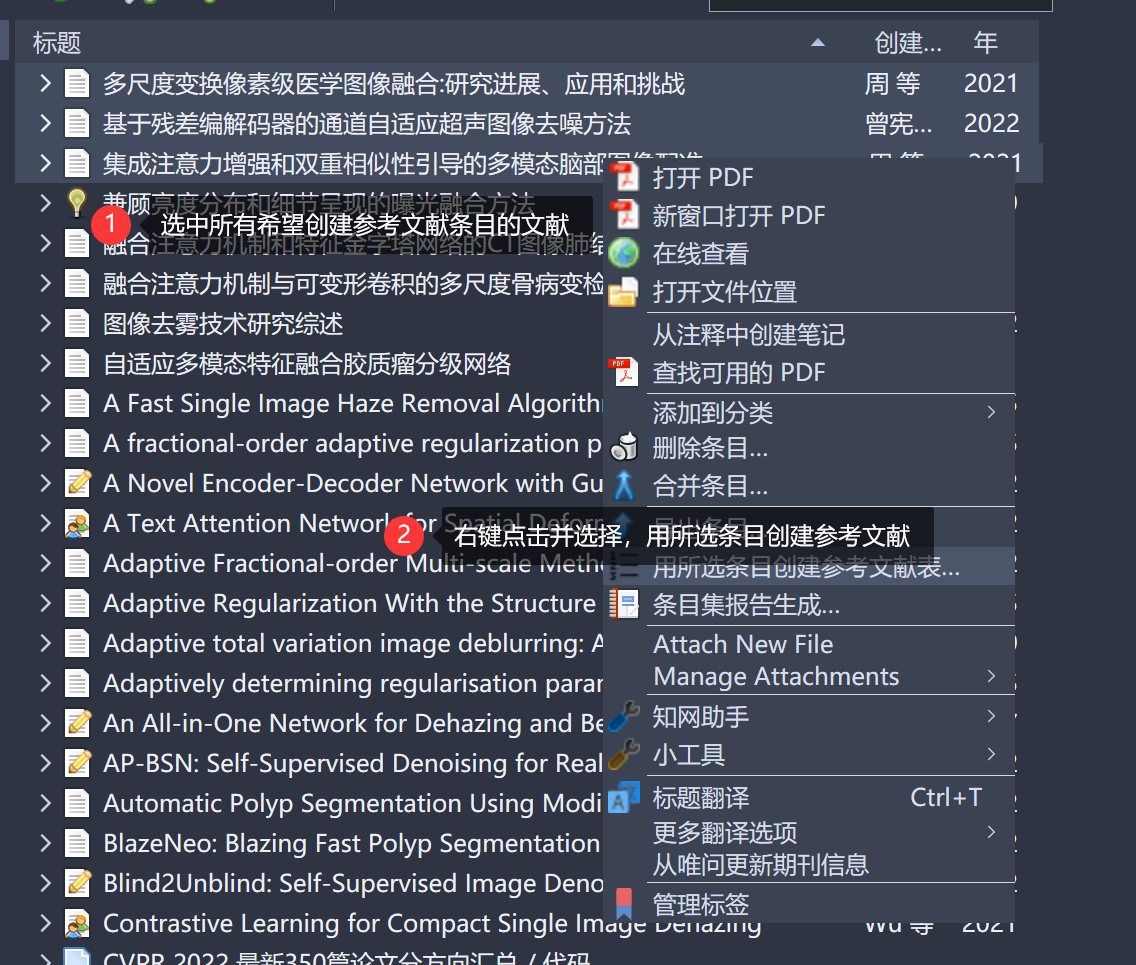 标题 创建... 年
多尺度变换像素级医学图像融合:研究进展、应用和挑战 周 等 2021
基于残差编解码器的通道自适应超声图像去噪方法 曾宪... 2022
集成注意力增强和双重相似性引导的多模态脑部图像配准 周 等 2021
打开 PDF
兼顾亮度分布和细节呈现的曝光融合方法
新窗口打开 PDF
1 选中所有希望创建参考文献条目的文献
融合注意力机制和特征金字塔网络的CT图像肺结
在线查看
融合注意力机制与可变形卷积的多尺度骨病变检
打开文件位置
图像去雾技术研究综述
从注释中创建笔记
自适应多模态特征融合胶质瘤分级网络
查找可用的 PDF
A Fast Single Image Haze Removal Algorith
添加到分类
A fractional-order adaptive regularization p
删除条目...
A Novel Encoder-Decoder Network with Gu
合并条目...
A Text Attention Network for Spatial Deform
导出条目
2 右键点击并选择，用所选条目创建参考文献
Adaptive Fractional-order Multi-scale Metho
用所选条目创建参考文献表...
Adaptive Regularization With the Structure
条目集报告生成...
Adaptive total variation image deblurring: A
Attach New File
Adaptively determining regularisation parar
Manage Attachments
An All-in-One Network for Dehazing and Be
知网助手
AP-BSN: Self-Supervised Denoising for Real
小工具
Automatic Polyp Segmentation Using Modi
标题翻译 Ctrl+T
BlazeNeo: Blazing Fast Polyp Segmentation
更多翻译选项
从唯问更新期刊信息
Blind2Unblind: Self-Supervised Image Deno
管理标签
Contrastive Learning for Compact Single Image Dehazing Wu 等 2021
CVPR 2022 最新350篇论文分方向汇总 / 代码